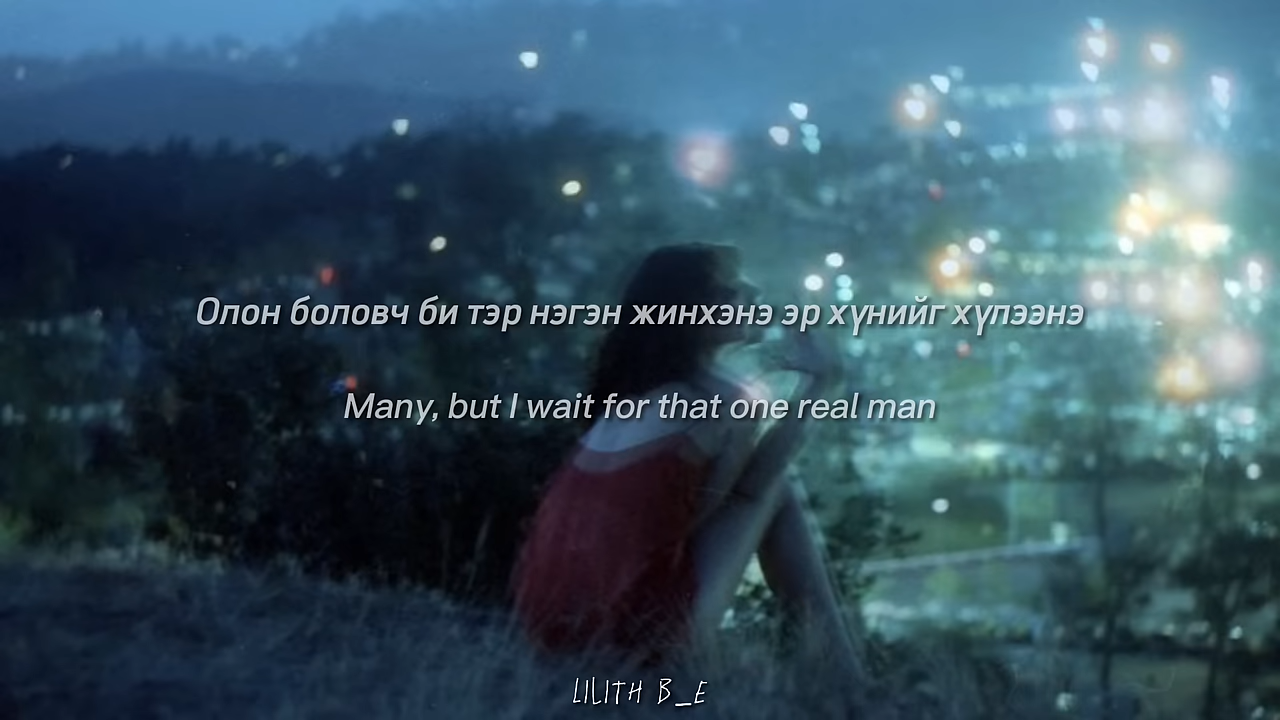 Олон боловч би тэр нэгэн жинхэнэ эр хүнийг хүлээнэ
Many, but I wait for that one real man
LILITH B_E